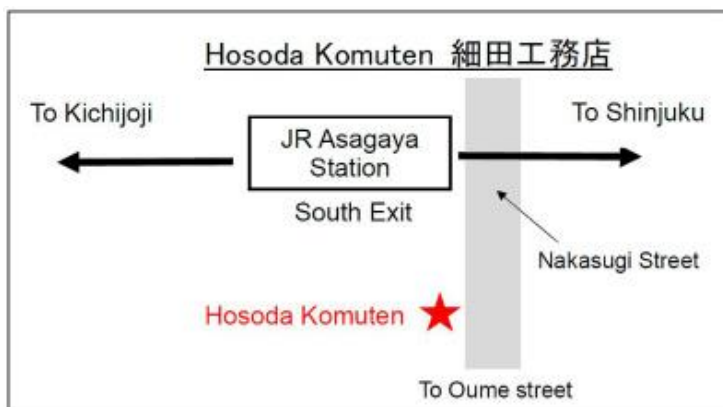 Hosoda Komuten 細田工務店
To Kichijoji
To Shinjuku
JR Asagaya
Station
South Exit
Nakasugi Street
Hosoda Komuten
To Oume street